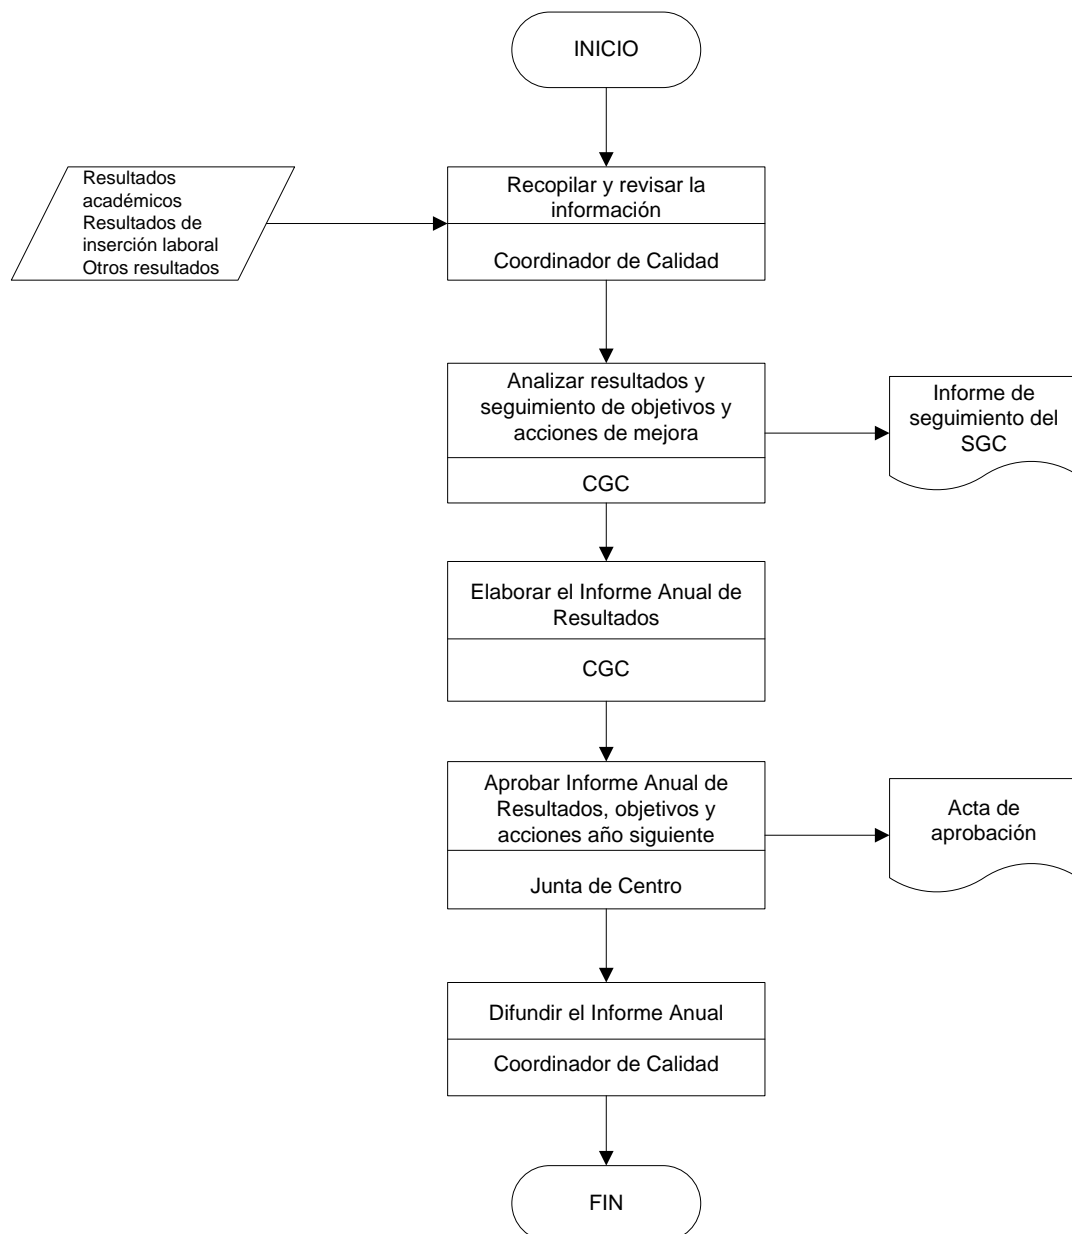 INICIO
Resultados
académicos
Resultados de
inserción laboral
Otros resultados
Recopilar y revisar la
información
Coordinador de Calidad
Analizar resultados y
seguimiento de objetivos y
acciones de mejora
CGC
Informe de
seguimiento del
SGC
Elaborar el Informe Anual de
Resultados
CGC
Aprobar Informe Anual de
Resultados, objetivos y
acciones año siguiente
Junta de Centro
Acta de
aprobación
Difundir el Informe Anual
Coordinador de Calidad
FIN